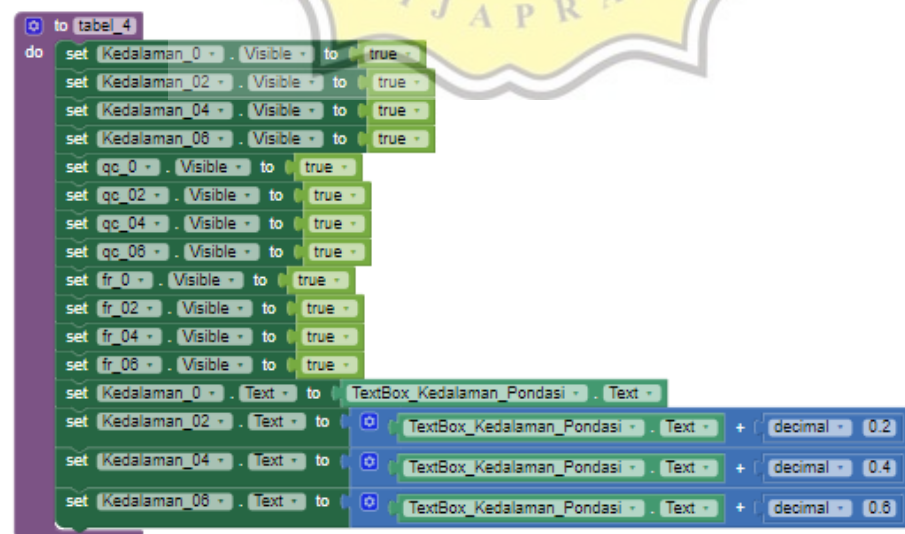 JAPRA
to tabel_4
do set Kedalaman_0 . Visible to true
set Kedalaman_02 . Visible to true
set Kedalaman_04 . Visible to true
set Kedalaman_06 . Visible to true
set qc_0 . Visible to true
set qc_02 . Visible to true
set qc_04 . Visible to true
set qc_06 . Visible to true
set fr_0 . Visible to true
set fr_02 . Visible to true
set fr_04 . Visible to true
set fr_06 . Visible to true
set Kedalaman_0 . Text to TextBox_Kedalaman_Pondasi . Text
set Kedalaman_02 . Text to TextBox_Kedalaman_Pondasi . Text + decimal 0.2
set Kedalaman_04 . Text to TextBox_Kedalaman_Pondasi . Text + decimal 0.4
set Kedalaman_06 . Text to TextBox_Kedalaman_Pondasi . Text + decimal 0.6